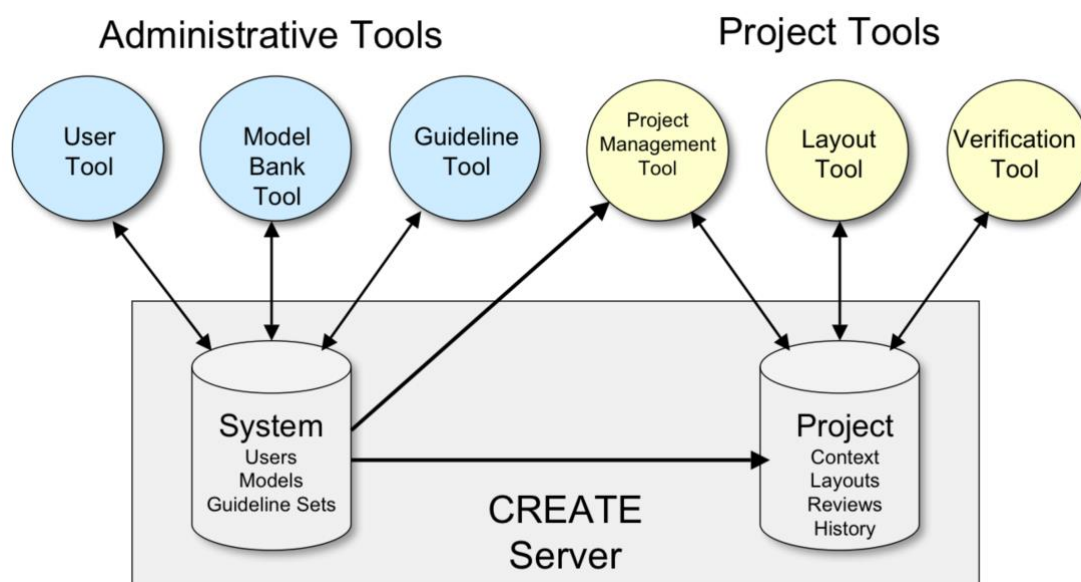 Administrative Tools
Project Tools
User
Tool
Model
Bank
Tool
Guideline
Tool
Project
Management
Tool
Layout
Tool
Verification
Tool
System
Users
Models
Guideline Sets
Project
Context
Layouts
Reviews
History
CREATE
Server